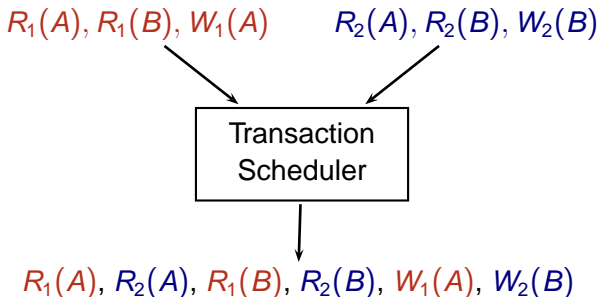 R₁(A), R₁(B), W₁(A) R₂(A), R₂(B), W₂(B)
Transaction
Scheduler
R₁(A), R₂(A), R₁(B), R₂(B), W₁(A), W₂(B)